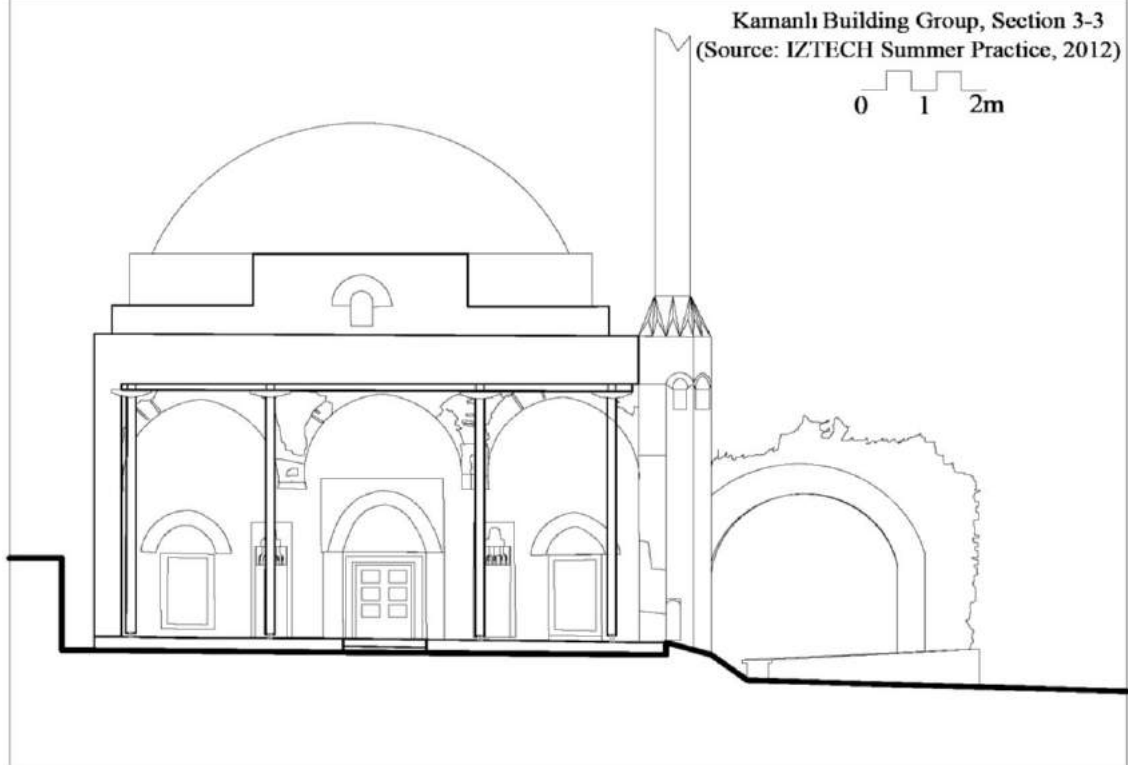 Kamanlı Building Group, Section 3-3
(Source: IZTECH Summer Practice, 2012)
0 1 2m